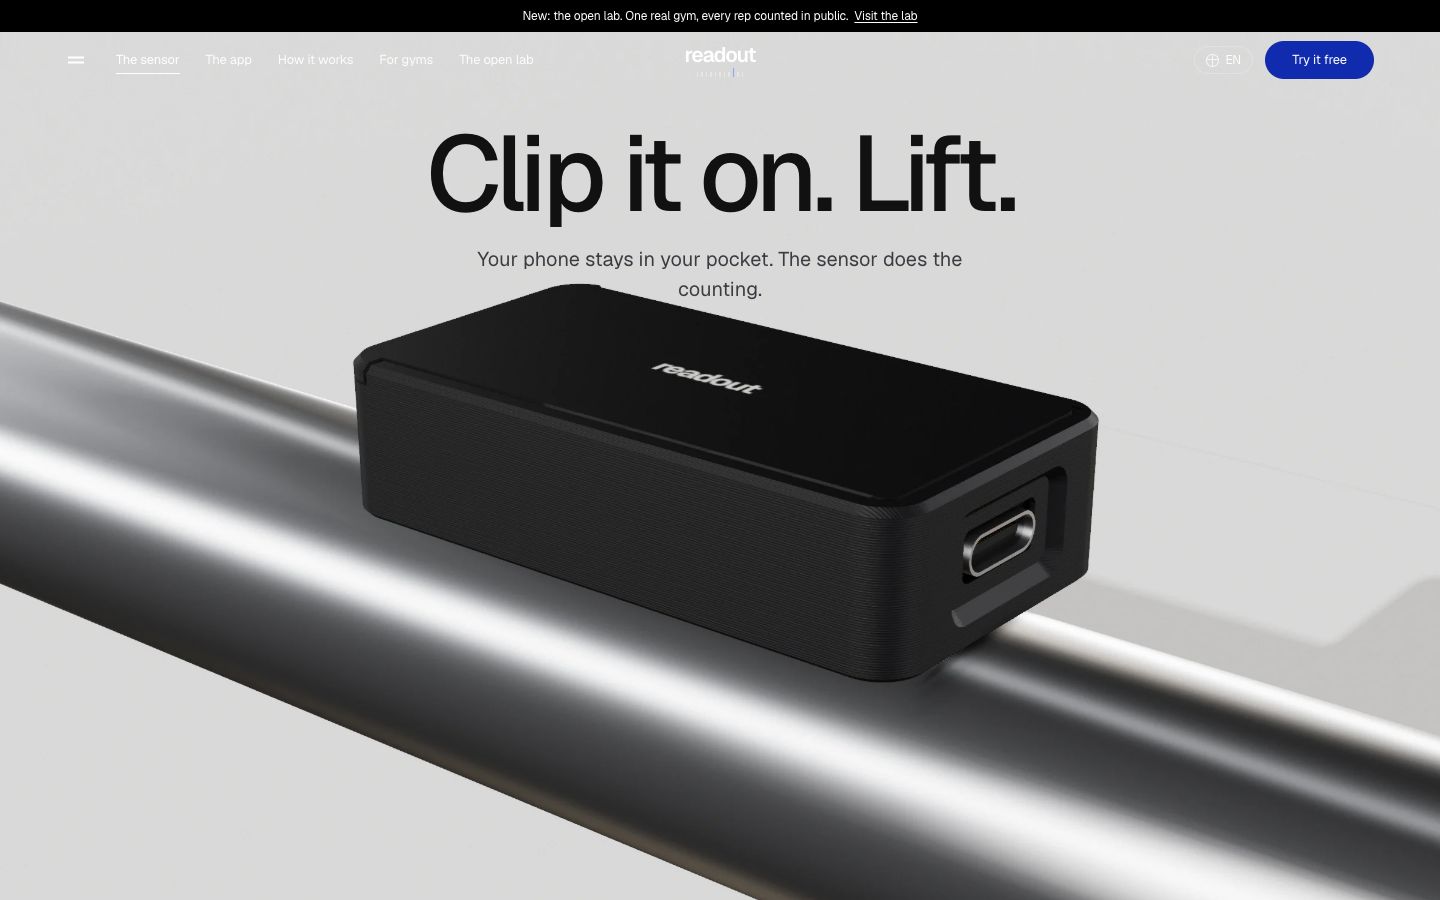 New: the open lab. One real gym, every rep counted in public. Visit the lab
The sensor The app How it works For gyms The open lab
readout
EN
Try it free
Clip it on. Lift.
Your phone stays in your pocket. The sensor does the
counting.
readout